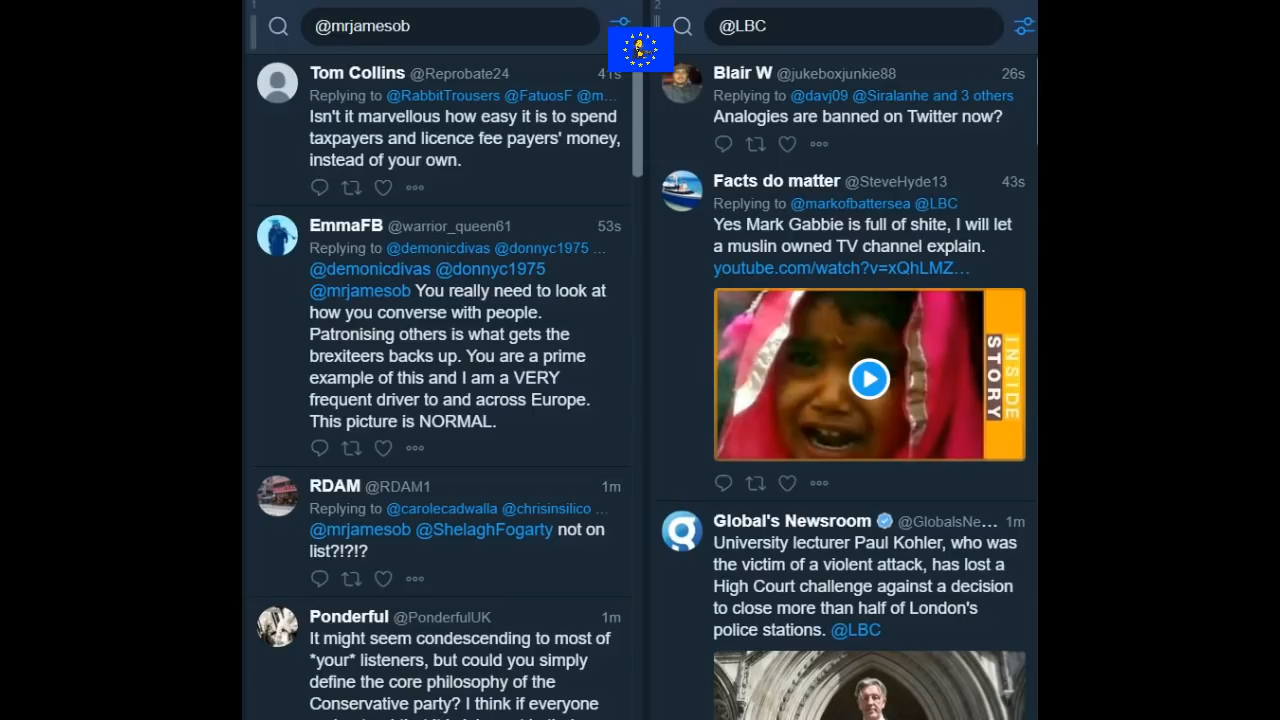 1
@mrjamesob
Tom Collins @Reprobate24 41s
Replying to @RabbitTrousers @FatuosF @m...
Isn't it marvellous how easy it is to spend
taxpayers and licence fee payers' money,
instead of your own.
EmmaFB @warrior_queen61 53s
Replying to @demonicdivas @donnyc1975 ...
@demonicdivas @donnyc1975
@mrjamesob You really need to look at
how you converse with people.
Patronising others is what gets the
brexiteers backs up. You are a prime
example of this and I am a VERY
frequent driver to and across Europe.
This picture is NORMAL.
RDAM @RDAM1 1m
Replying to @carolecadwalla @chrisinsilico ...
@mrjamesob @ShelaghFogarty not on
list?!?!?
Ponderful @PonderfulUK 1m
It might seem condescending to most of
*your* listeners, but could you simply
define the core philosophy of the
Conservative party? I think if everyone
2
@LBC
Blair W @jukeboxjunkie88 26s
Replying to @davj09 @Siralanhe and 3 others
Analogies are banned on Twitter now?
Facts do matter @SteveHyde13 43s
Replying to @markofbattersea @LBC
Yes Mark Gabbie is full of shite, I will let
a muslin owned TV channel explain.
youtube.com/watch?v=xQhLMZ…
INSIDE
STORY
Global's Newsroom @GlobalsNe... 1m
University lecturer Paul Kohler, who was
the victim of a violent attack, has lost a
High Court challenge against a decision
to close more than half of London's
police stations. @LBC